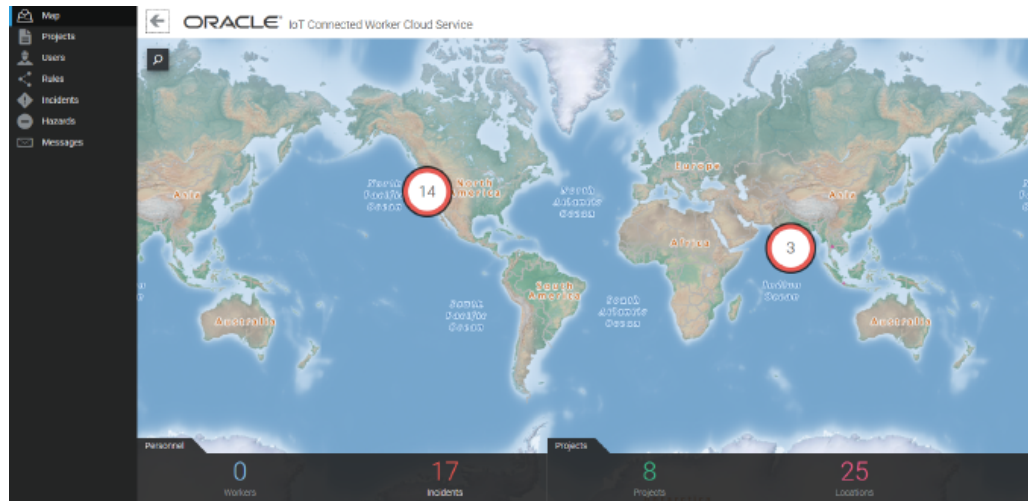 Map
Projects
Users
Rules
Incidents
Hazards
Messages
ORACLE® IoT Connected Worker Cloud Service
Europe
Asia
North Pacific Ocean
North America
14
North Atlantic Ocean
Asia
Africa
3
Indian Ocean
South America
South Pacific Ocean
South Atlantic Ocean
Australia
Australia
Personnel
0
Workers
17
Incidents
Projects
8
Projects
25
Locations